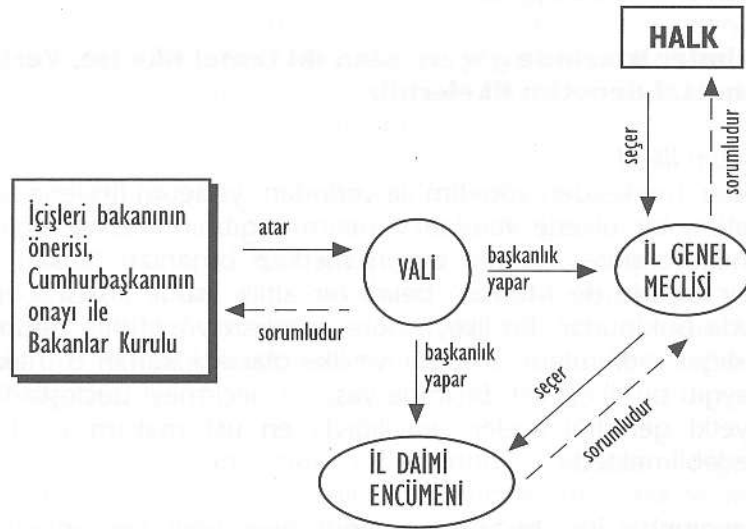 HALK
seçer
sorumludur
İçişleri bakanının
önerisi,
Cumhurbaşkanının
onayı ile
Bakanlar Kurulu
atar
sorumludur
VALİ
başkanlık
yapar
İL GENEL
MECLİSİ
başkanlık
yapar
seçer
sorumludur
İL DAİMİ
ENCÜMENİ